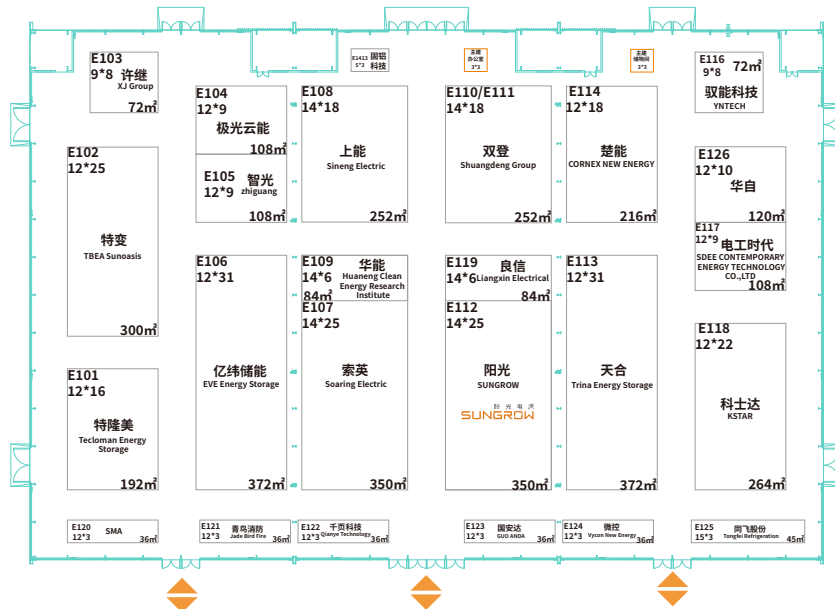 E103
9*8 许继
XJ Group
72㎡
E1413 国铝
5*3 科技
主建
办公室
3*3
主建
储物间
3*3
E116
9*8 72㎡
驭能科技
YNTECH
E104
12*9
极光云能
108㎡
E105 智光
12*9 zhiguang
108㎡
E108
14*18
上能
Sineng Electric
252㎡
E110/E111
14*18
双登
Shuangdeng Group
252㎡
E114
12*18
楚能
CORNEX NEW ENERGY
216㎡
E102
12*25
特变
TBEA Sunoasis
300㎡
E126
12*10
华自
120㎡
E117
12*9 电工时代
SDEE CONTEMPORARY
ENERGY TECHNOLOGY
CO.,LTD
108㎡
E106
12*31
亿纬储能
EVE Energy Storage
372㎡
E109 华能
14*6 Huaneng Clean
Energy Research
84㎡ Institute
E107
14*25
索英
Soaring Electric
350㎡
E119 良信
14*6 Liangxin Electrical
84㎡
E112
14*25
阳光
SUNGROW
阳光电源
SUNGROW
350㎡
E113
12*31
天合
Trina Energy Storage
372㎡
E118
12*22
科士达
KSTAR
264㎡
E101
12*16
特隆美
Tecloman Energy
Storage
192㎡
E120
12*3 SMA 36㎡
E121 青鸟消防
12*3 Jade Bird Fire 36㎡
E122 千页科技
12*3 Qianye Technology 36㎡
E123 国安达
12*3 GUO ANDA 36㎡
E124 微控
12*3 Vycon New Energy 36㎡
E125 同飞股份
15*3 Tongfei Refrigeration 45㎡